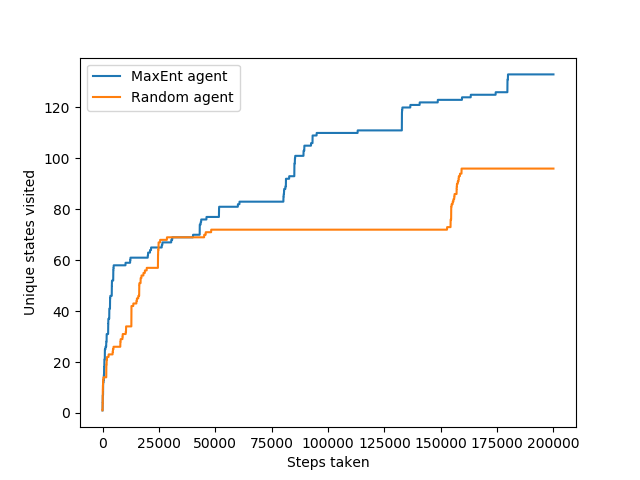 MaxEnt agent
Random agent
Unique states visited
120
100
80
60
40
20
0
0 25000 50000 75000 100000 125000 150000 175000 200000
Steps taken